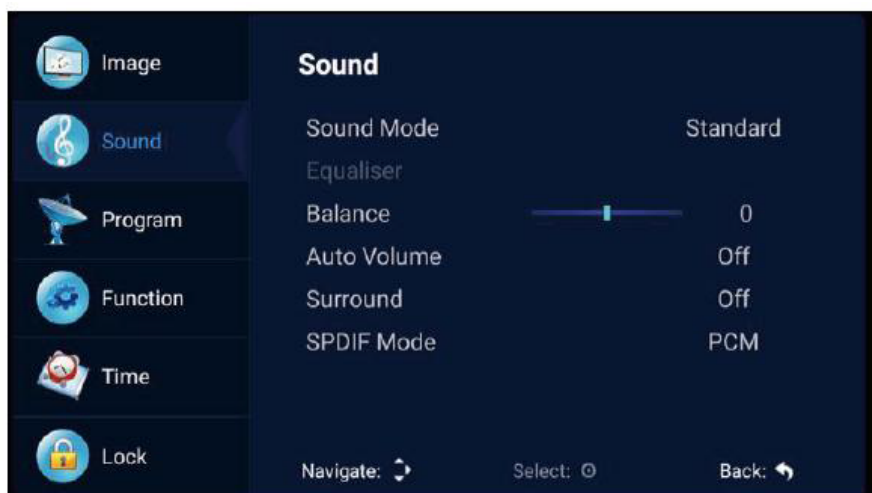 Image
Sound
Program
Function
Time
Lock
Sound
Sound Mode Standard
Equaliser
Balance 0
Auto Volume Off
Surround Off
SPDIF Mode PCM
Navigate: Select: Back: